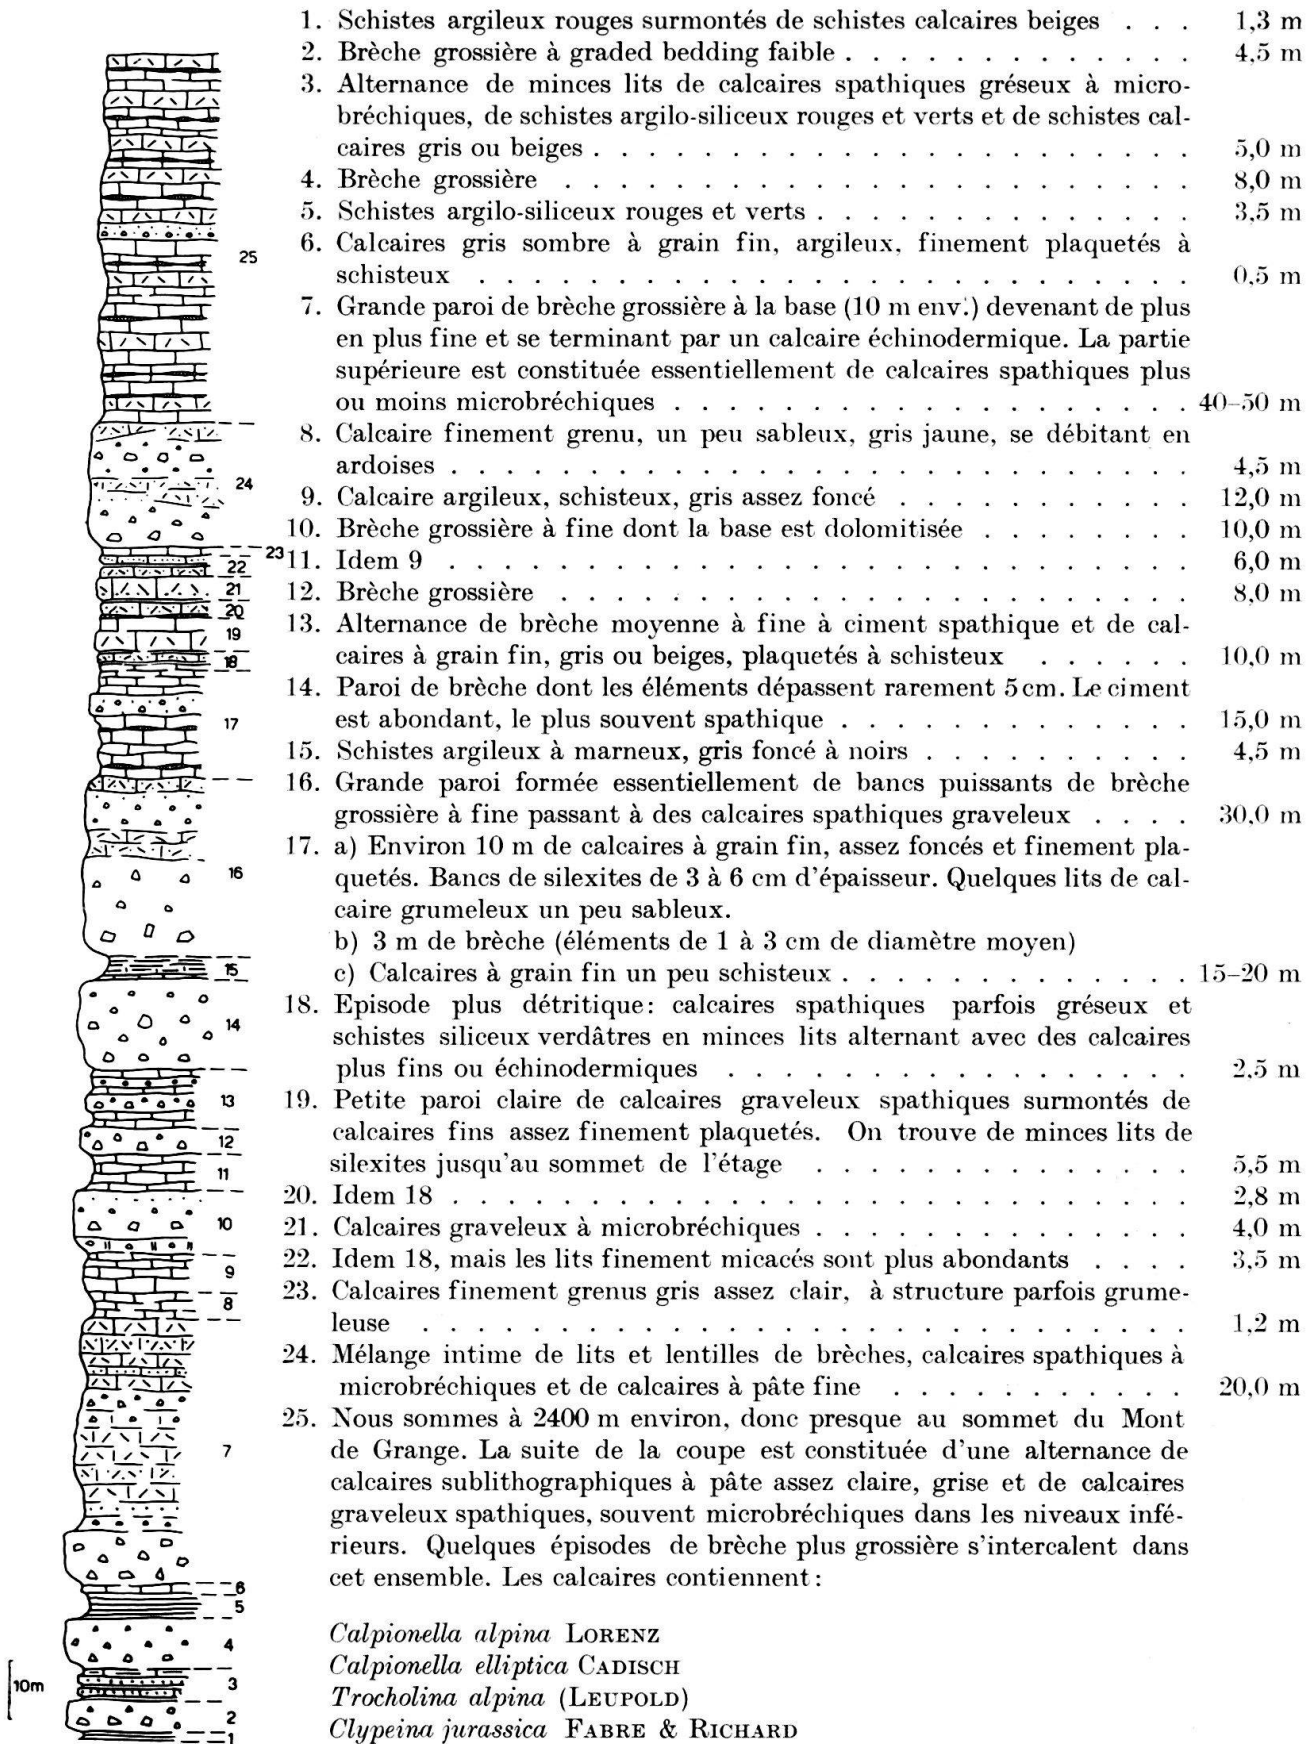 1. Schistes argileux rouges surmontés de schistes calcaires beiges . . . 1,3 m
2. Brèche grossière à graded bedding faible . . . . . . . . . . . . . 4,5 m
3. Alternance de minces lits de calcaires spathiques gréseux à micro-
bréchiques, de schistes argilo-siliceux rouges et verts et de schistes cal-
caires gris ou beiges . . . . . . . . . . . . . . . . . . . . . . 5,0 m
4. Brèche grossière . . . . . . . . . . . . . . . . . . . . . . . 8,0 m
5. Schistes argilo-siliceux rouges et verts . . . . . . . . . . . . . . 3,5 m
6. Calcaires gris sombre à grain fin, argileux, finement plaquetés à
schisteux . . . . . . . . . . . . . . . . . . . . . . . . . . 0,5 m
7. Grande paroi de brèche grossière à la base (10 m env.) devenant de plus
en plus fine et se terminant par un calcaire échinodermique. La partie
supérieure est constituée essentiellement de calcaires spathiques plus
ou moins microbréchiques . . . . . . . . . . . . . . . . . . . 40–50 m
8. Calcaire finement grenu, un peu sableux, gris jaune, se débitant en
ardoises . . . . . . . . . . . . . . . . . . . . . . . . . . . 4,5 m
9. Calcaire argileux, schisteux, gris assez foncé . . . . . . . . . . . 12,0 m
10. Brèche grossière à fine dont la base est dolomitisée . . . . . . . . 10,0 m
11. Idem 9 . . . . . . . . . . . . . . . . . . . . . . . . . . . 6,0 m
12. Brèche grossière . . . . . . . . . . . . . . . . . . . . . . . 8,0 m
13. Alternance de brèche moyenne à fine à ciment spathique et de cal-
caires à grain fin, gris ou beiges, plaquetés à schisteux . . . . . . 10,0 m
14. Paroi de brèche dont les éléments dépassent rarement 5 cm. Le ciment
est abondant, le plus souvent spathique . . . . . . . . . . . . . 15,0 m
15. Schistes argileux à marneux, gris foncé à noirs . . . . . . . . . . 4,5 m
16. Grande paroi formée essentiellement de bancs puissants de brèche
grossière à fine passant à des calcaires spathiques graveleux . . . . 30,0 m
17. a) Environ 10 m de calcaires à grain fin, assez foncés et finement pla-
quetés. Bancs de silexites de 3 à 6 cm d'épaisseur. Quelques lits de cal-
caire grumeleux un peu sableux.
b) 3 m de brèche (éléments de 1 à 3 cm de diamètre moyen)
c) Calcaires à grain fin un peu schisteux . . . . . . . . . . . . . 15–20 m
18. Episode plus détritique: calcaires spathiques parfois gréseux et
schistes siliceux verdâtres en minces lits alternant avec des calcaires
plus fins ou échinodermiques . . . . . . . . . . . . . . . . . 2,5 m
19. Petite paroi claire de calcaires graveleux spathiques surmontés de
calcaires fins assez finement plaquetés. On trouve de minces lits de
silexites jusqu'au sommet de l'étage . . . . . . . . . . . . . . 5,5 m
20. Idem 18 . . . . . . . . . . . . . . . . . . . . . . . . . . . 2,8 m
21. Calcaires graveleux à microbréchiques . . . . . . . . . . . . . . 4,0 m
22. Idem 18, mais les lits finement micacés sont plus abondants . . . . 3,5 m
23. Calcaires finement grenus gris assez clair, à structure parfois grume-
leuse . . . . . . . . . . . . . . . . . . . . . . . . . . . . 1,2 m
24. Mélange intime de lits et lentilles de brèches, calcaires spathiques à
microbréchiques et de calcaires à pâte fine . . . . . . . . . . . 20,0 m
25. Nous sommes à 2400 m environ, donc presque au sommet du Mont
de Grange. La suite de la coupe est constituée d'une alternance de
calcaires sublithographiques à pâte assez claire, grise et de calcaires
graveleux spathiques, souvent microbréchiques dans les niveaux infé-
rieurs. Quelques épisodes de brèche plus grossière s'intercalent dans
cet ensemble. Les calcaires contiennent:
Calpionella alpina LORENZ
Calpionella elliptica CADISCH
Trocholina alpina (LEUPOLD)
Clypeina jurassica FABRE & RICHARD
25
24
23
22
21
20
19
18
17
16
15
14
13
12
11
10
9
8
7
6
5
4
3
2
1
10m